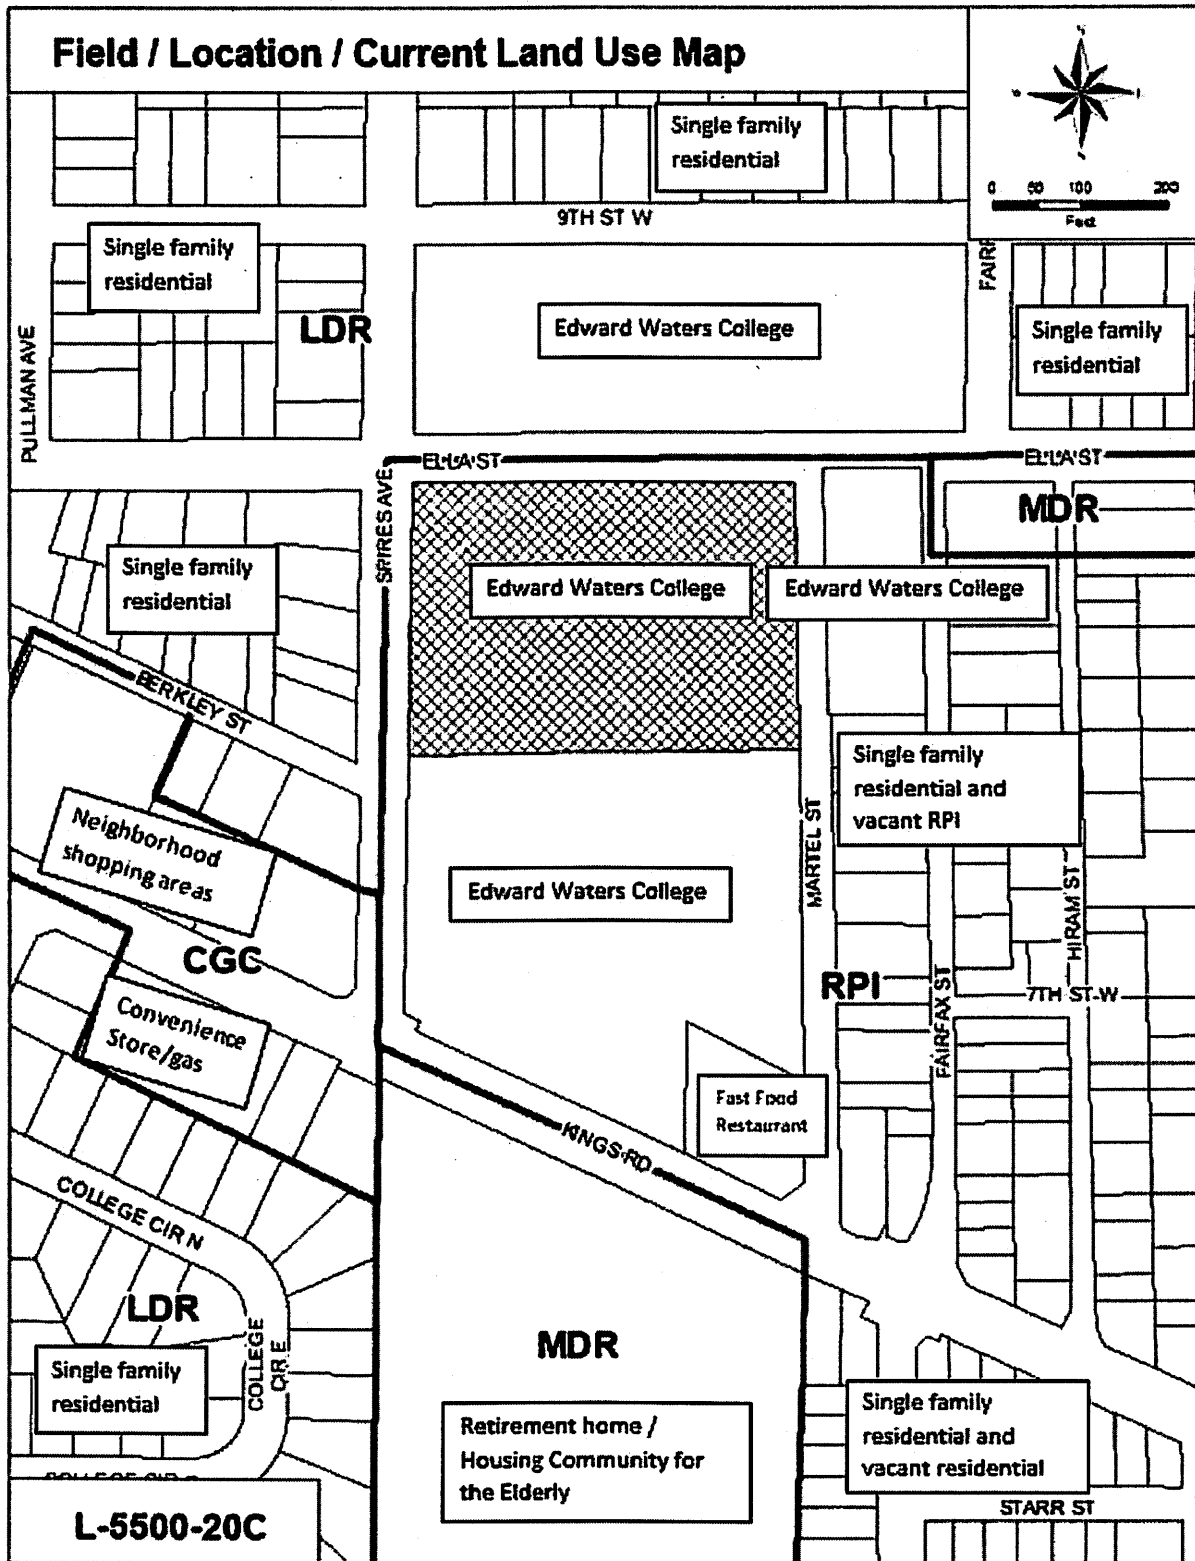 Field / Location / Current Land Use Map
0 50 100 200
Feet
Single family
residential
9TH ST W
Single family
residential
LDR
Edward Waters College
Single family
residential
PULLMAN AVE
ELLA ST
ELLA ST
MDR
SPIRES AVE
Single family
residential
Edward Waters College
Edward Waters College
BERKLEY ST
Single family
residential and
vacant RPI
Neighborhood
shopping areas
MARTEL ST
Edward Waters College
HIRAM ST
CGC
RPI
7TH ST W
FAIRFAX ST
Convenience
Store/gas
Fast Food
Restaurant
KINGS RD
COLLEGE CIR N
LDR
MDR
COLLEGE
CIR E
Single family
residential
Single family
residential and
vacant residential
Retirement home /
Housing Community for
the Elderly
STARR ST
L-5500-20C